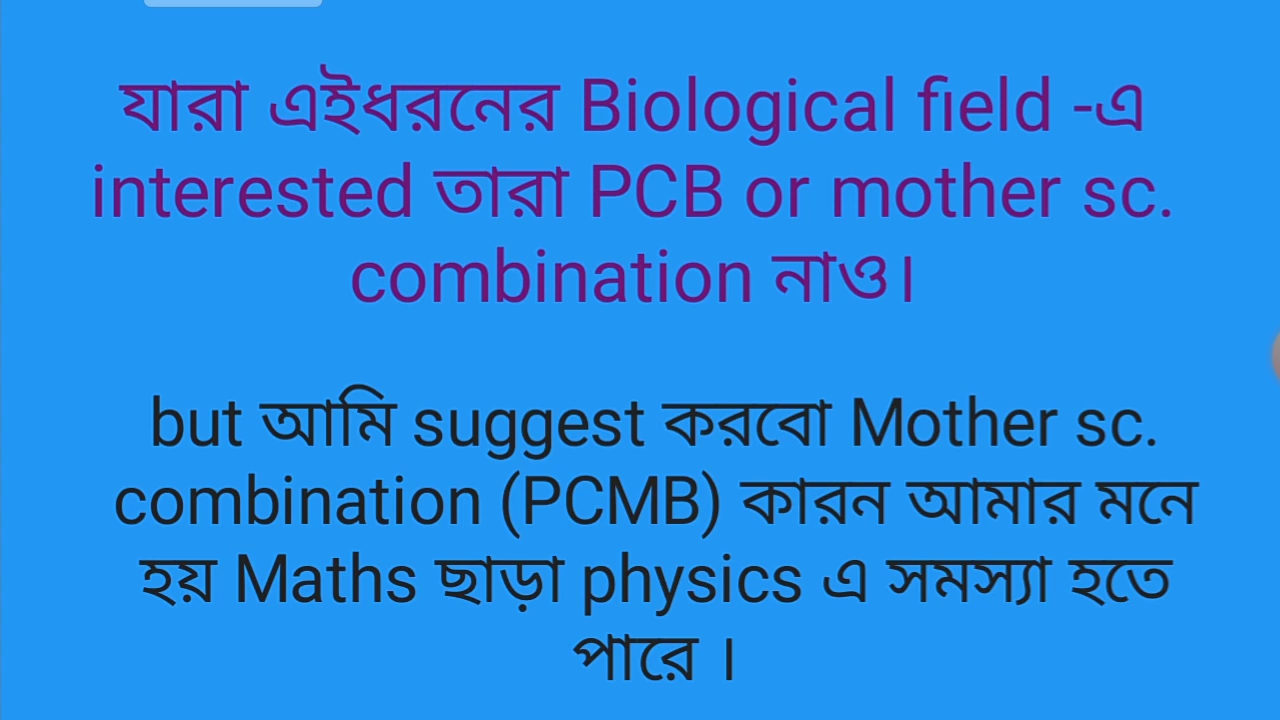 যারা এইধরনের Biological field -এ
interested তারা PCB or mother sc.
combination নাও।
but আমি suggest করবো Mother sc.
combination (PCMB) কারন আমার মনে
হয় Maths ছাড়া physics এ সমস্যা হতে
পারে ।